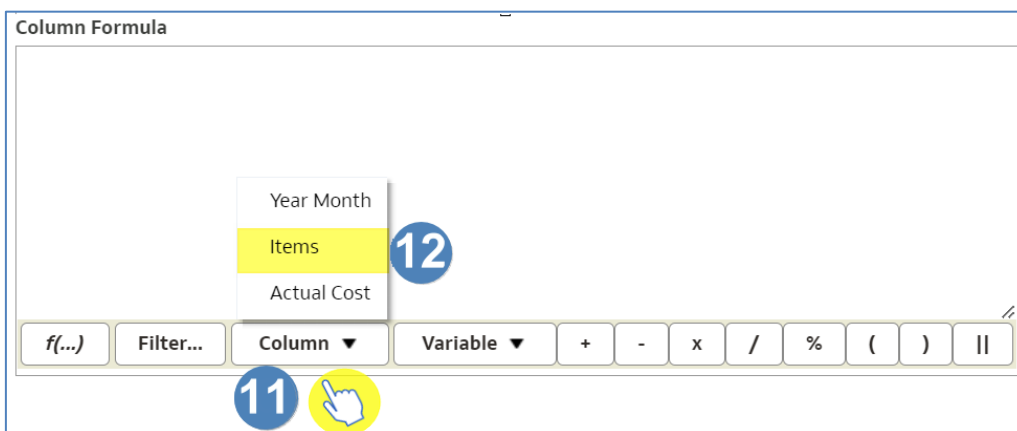 Column Formula
Year Month
Items
12
Actual Cost
f(...) Filter... Column ▼ Variable ▼ + - x / % ( ) ||
11